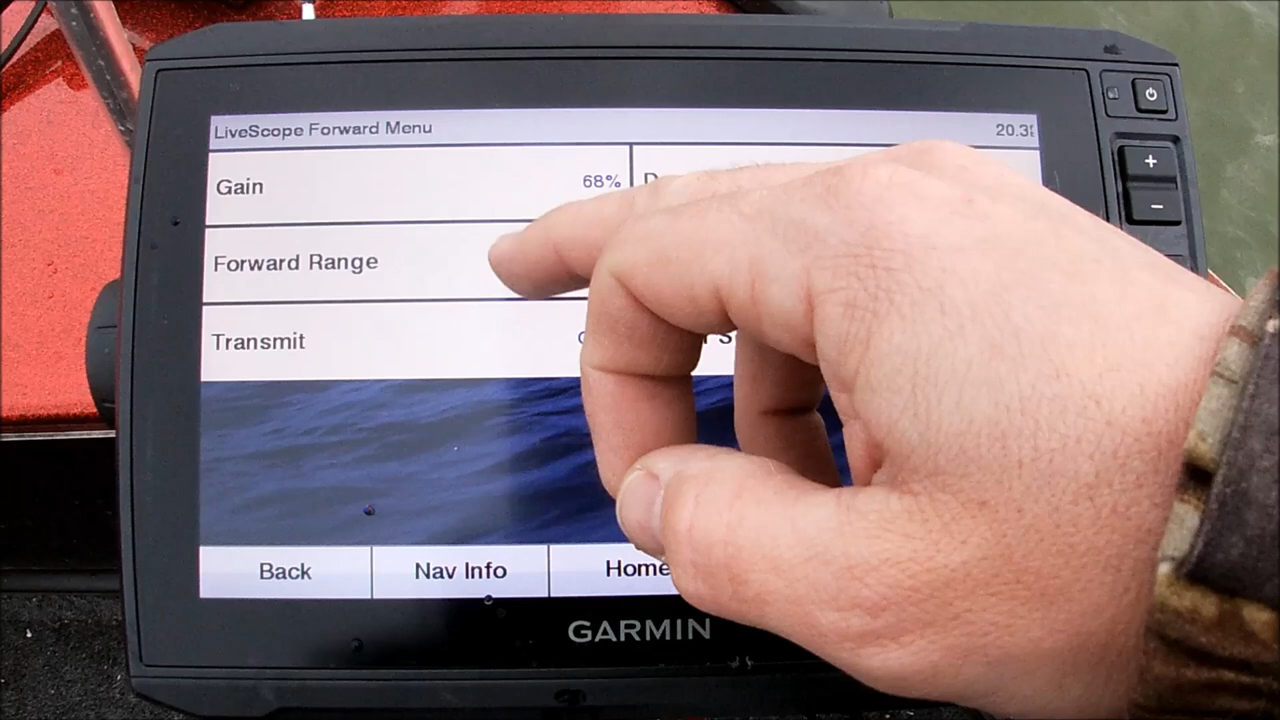 LiveScope Forward Menu
20.3
Gain
68%
Forward Range
Transmit
Back
Nav Info
Home
GARMIN